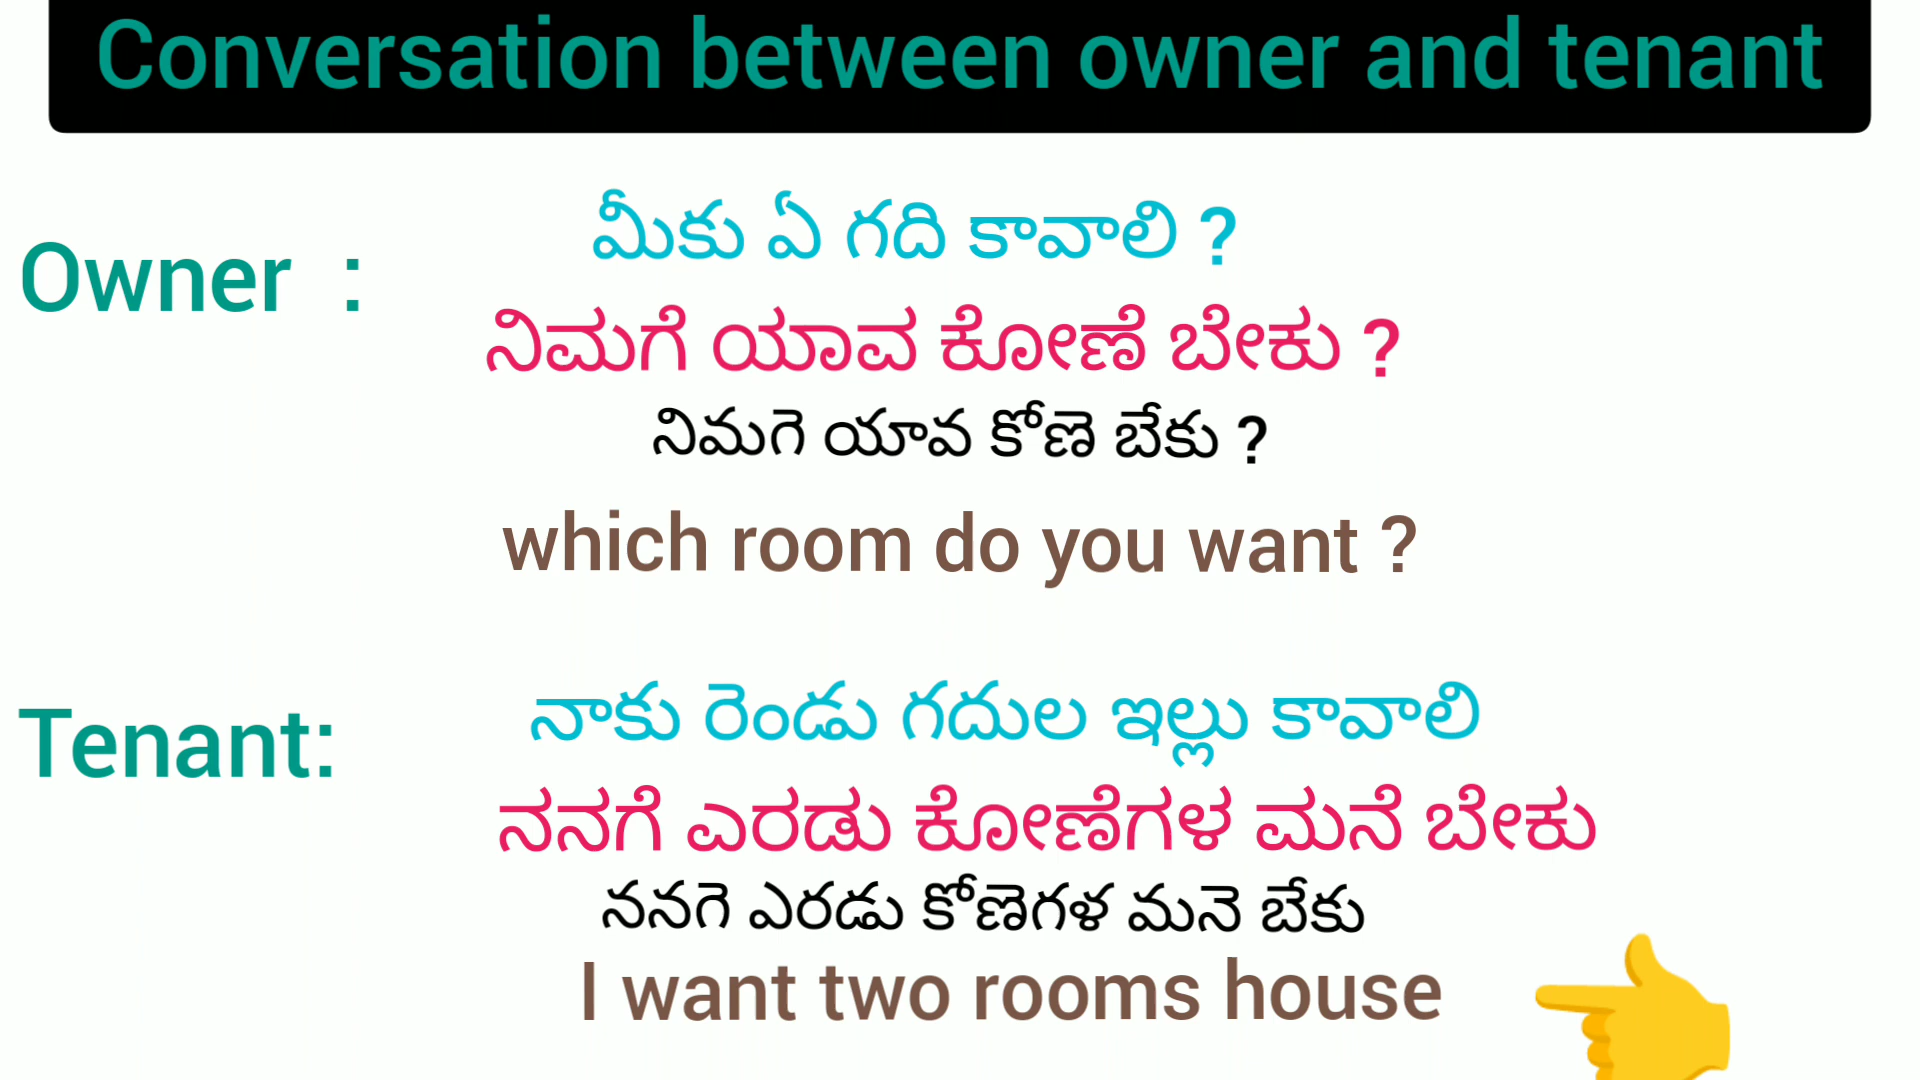 Conversation between owner and tenant
Owner :
మీకు ఏ గది కావాలి ?
ನಿಮಗೆ ಯಾವ ಕೋಣೆ ಬೇಕು ?
నిమగె యావ కోణె బేకు ?
which room do you want ?
Tenant:
నాకు రెండు గదుల ఇల్లు కావాలి
ನನಗೆ ಎರಡು ಕೋಣೆಗಳ ಮನೆ ಬೇಕು
ననగె ఎరడు కోణెగళ మనె బేకు
I want two rooms house